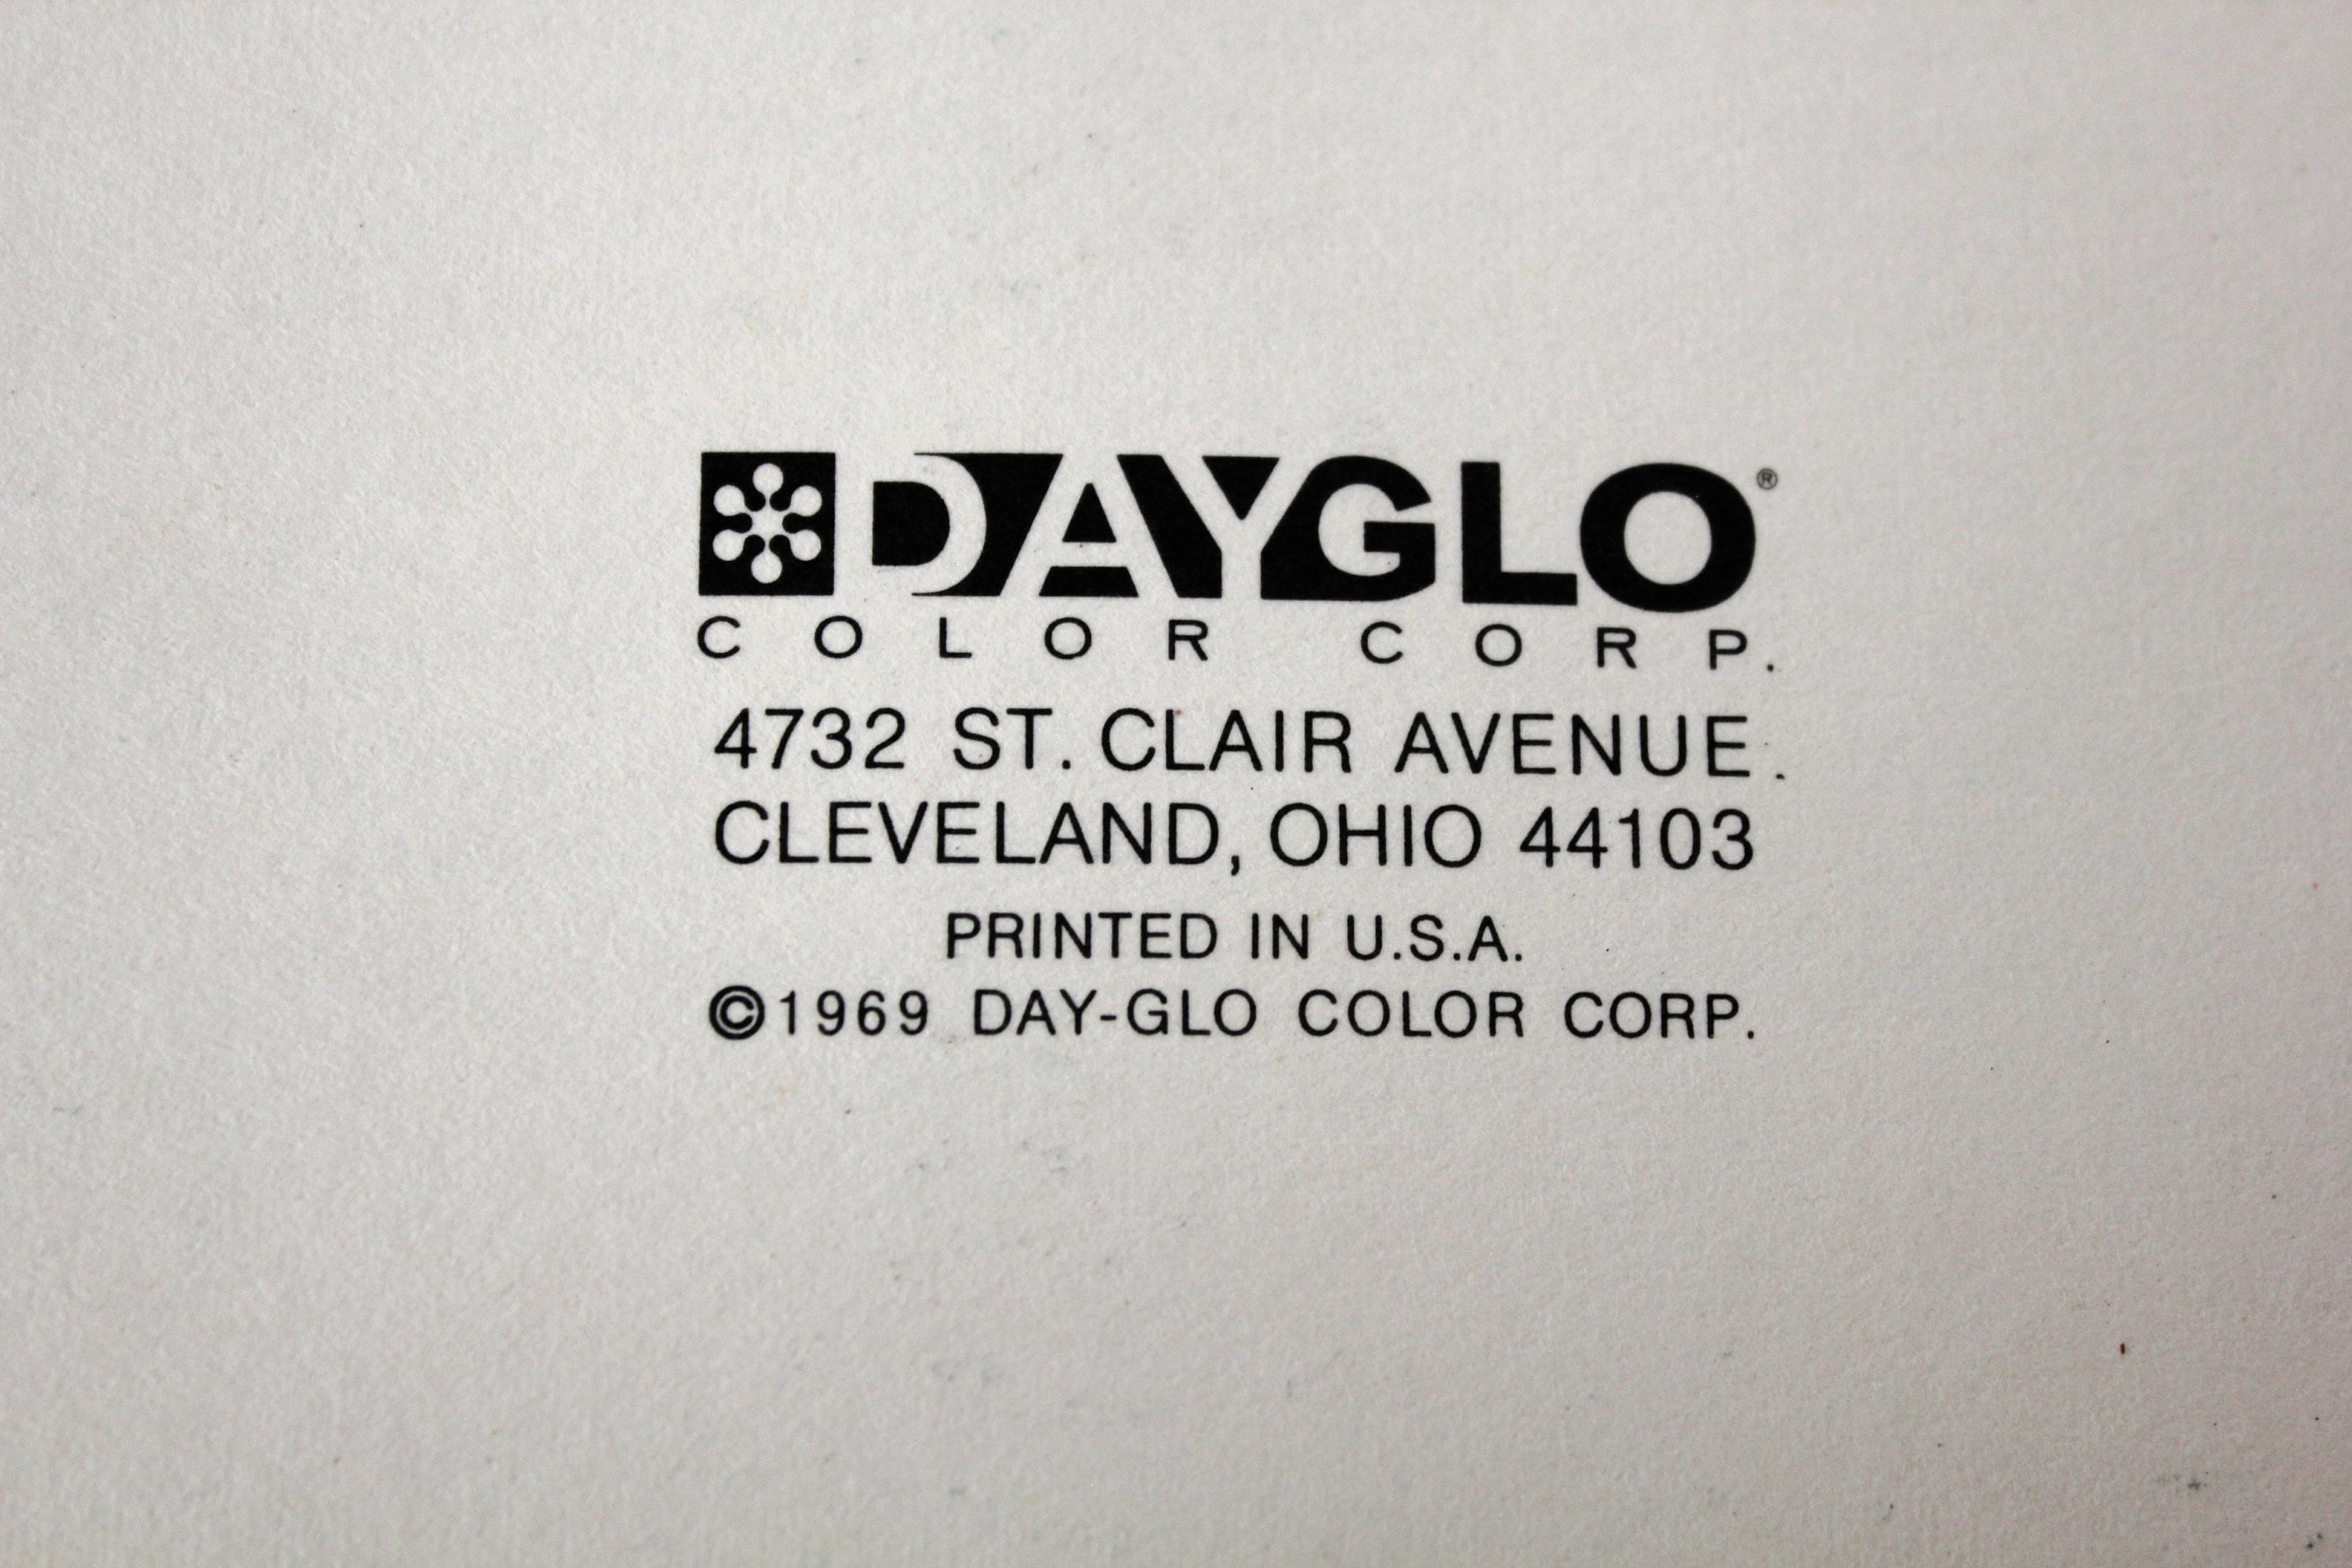 DAYGLO®
COLOR CORP.
4732 ST. CLAIR AVENUE.
CLEVELAND, OHIO 44103
PRINTED IN U.S.A.
©1969 DAY-GLO COLOR CORP.